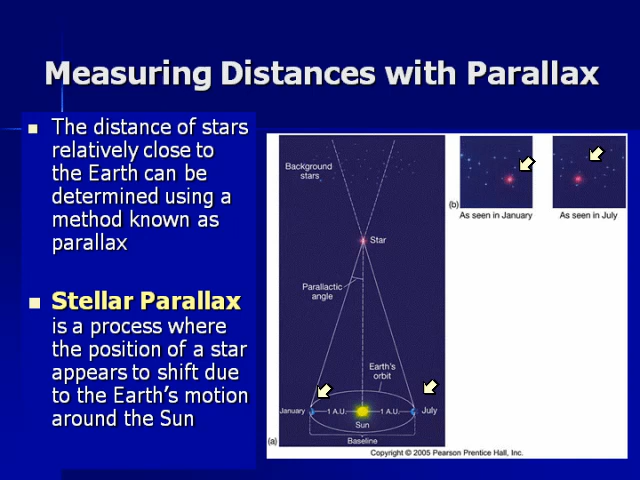 Measuring Distances with Parallax
The distance of stars
relatively close to
the Earth can be
determined using a
method known as
parallax
Stellar Parallax
is a process where
the position of a star
appears to shift due
to the Earth's motion
around the Sun
Background
stars
Star
Parallactic
angle
Earth's
orbit
January
1 A.U.
1 A.U.
July
Sun
Baseline
(a)
(b)
As seen in January
As seen in July
Copyright © 2005 Pearson Prentice Hall, Inc.